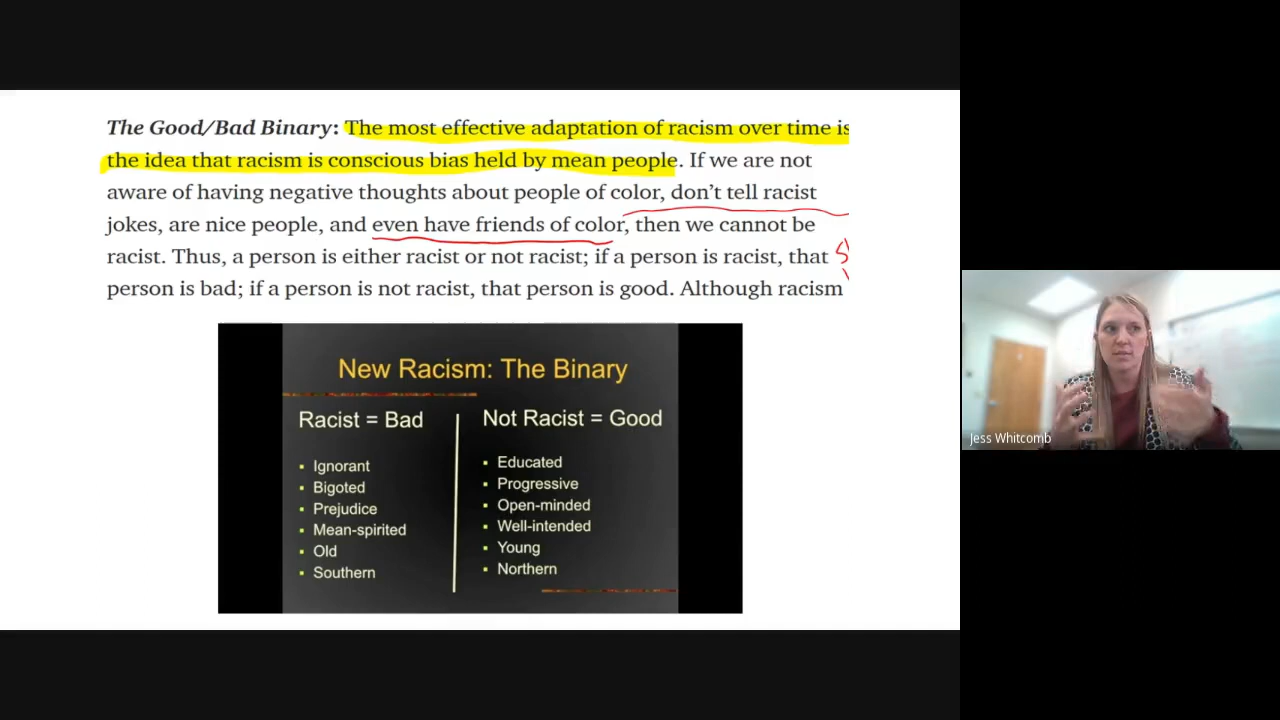 The Good/Bad Binary: The most effective adaptation of racism over time is
the idea that racism is conscious bias held by mean people. If we are not
aware of having negative thoughts about people of color, don’t tell racist
jokes, are nice people, and even have friends of color, then we cannot be
racist. Thus, a person is either racist or not racist; if a person is racist, that
person is bad; if a person is not racist, that person is good. Although racism
New Racism: The Binary
Racist = Bad
Ignorant
Bigoted
Prejudice
Mean-spirited
Old
Southern
Not Racist = Good
Educated
Progressive
Open-minded
Well-intended
Young
Northern
Jess Whitcomb